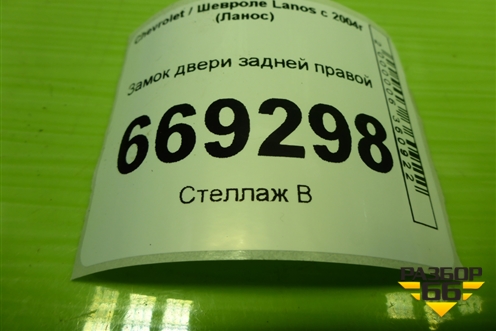 Chevrolet / Шевроле Lanos с 2004г
(Ланос)
Замок двери задней правой
669298
Стеллаж В
РАЗБОР
66